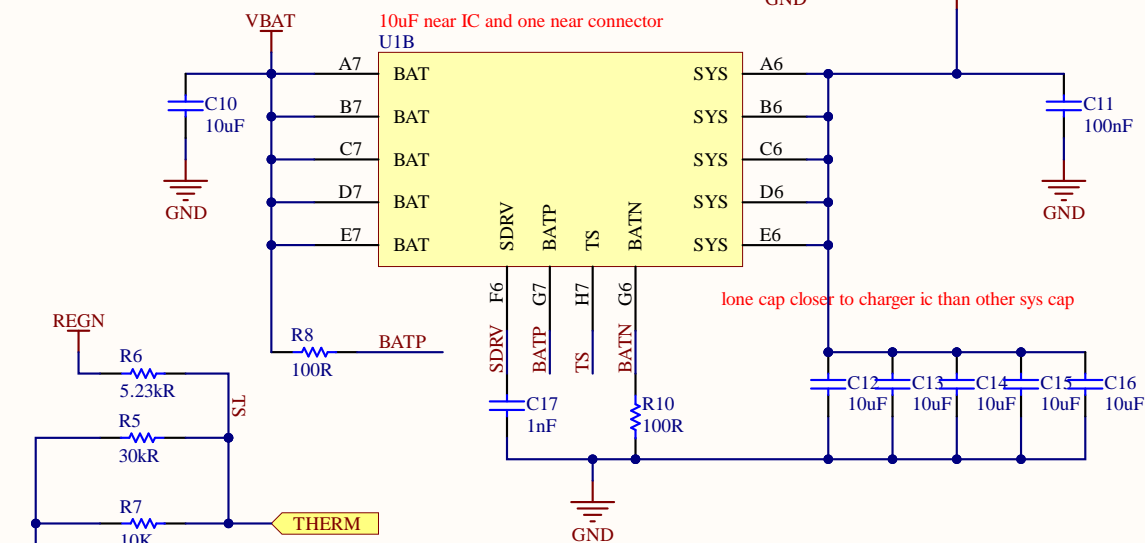 GND
VBAT
10uF near IC and one near connector
U1B
A7
BAT
SYS
A6
B7
BAT
SYS
B6
C7
BAT
SYS
C6
D7
BAT
SYS
D6
E7
BAT
SYS
E6
C10
10uF
GND
C11
100nF
GND
SDRV
BATP
TS
BATN
F6
G7
H7
G6
SDRV
BATP
TS
BATN
lone cap closer to charger ic than other sys cap
REGN
R8
100R
BATP
R6
5.23kR
TS
R5
30kR
R7
10K
THERM
C17
1nF
R10
100R
C12
10uF
C13
10uF
C14
10uF
C15
10uF
C16
10uF
GND